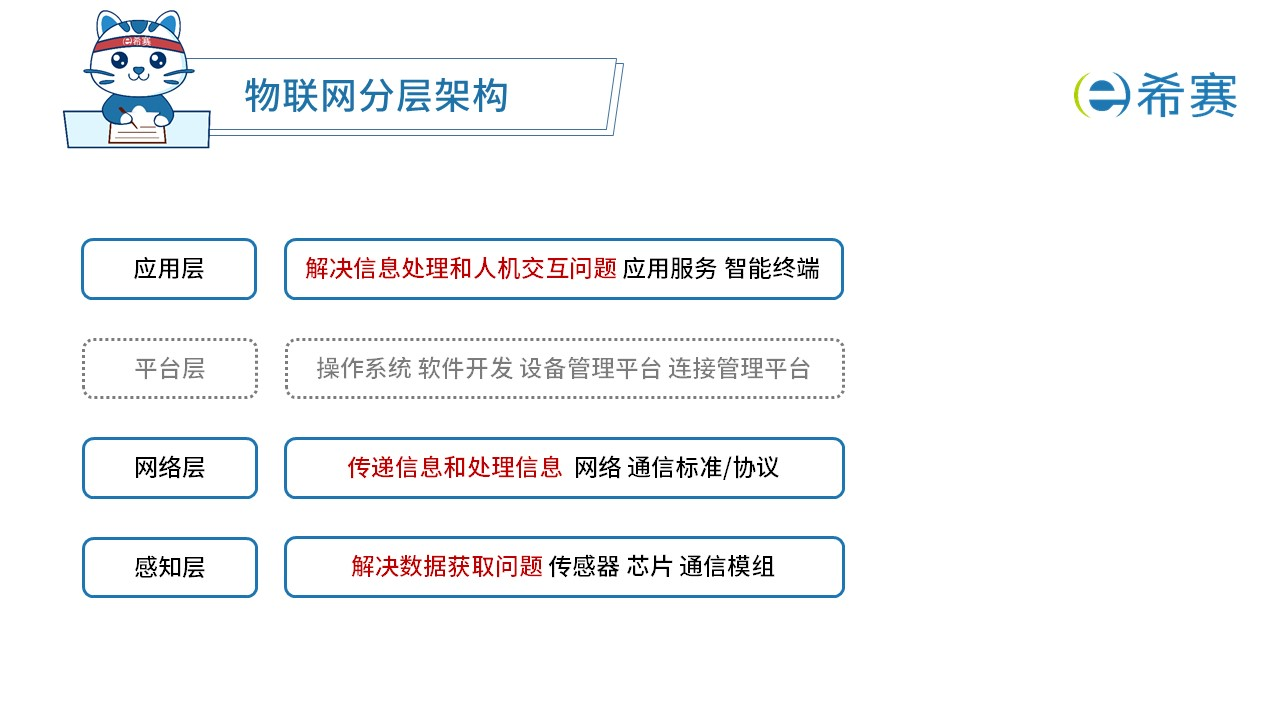 希赛
物联网分层架构
希赛
应用层
解决信息处理和人机交互问题 应用服务 智能终端
平台层
操作系统 软件开发 设备管理平台 连接管理平台
网络层
传递信息和处理信息 网络 通信标准/协议
感知层
解决数据获取问题 传感器 芯片 通信模组